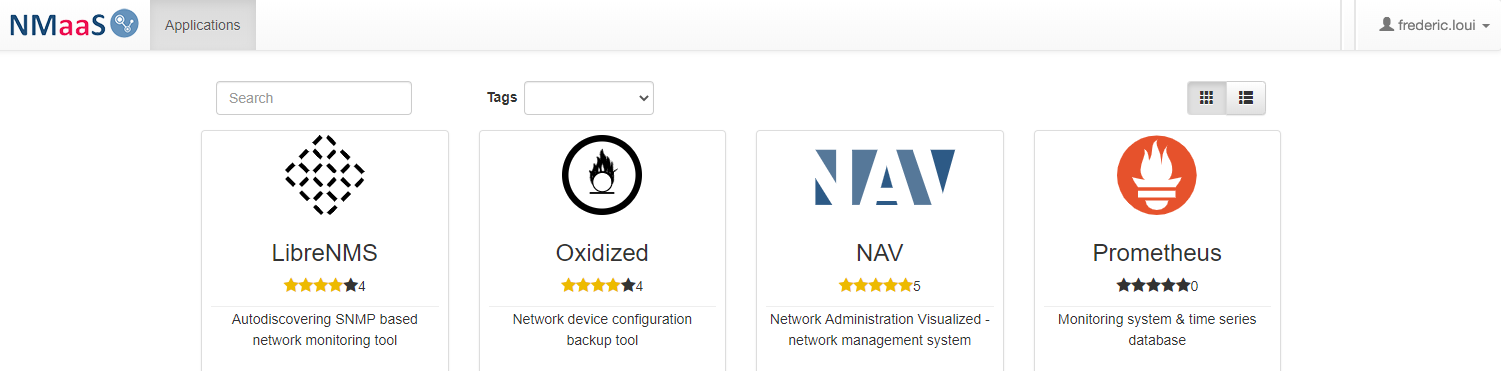 NMaaS
Applications
frederic.loui
Search
Tags
NAV
LibreNMS
Oxidized
NAV
Prometheus
4
4
5
0
Autodiscovering SNMP based
network monitoring tool
Network device configuration
backup tool
Network Administration Visualized -
network management system
Monitoring system & time series
database